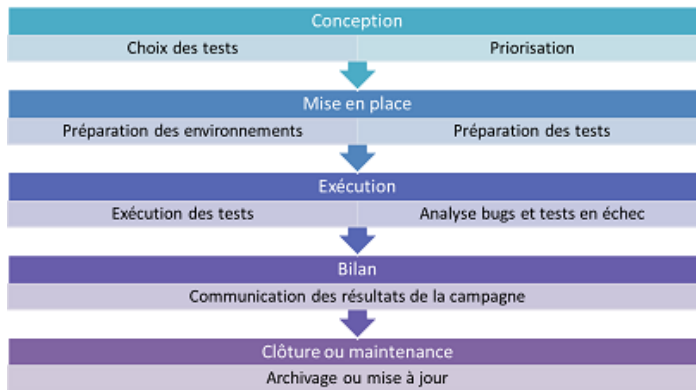 Conception
Choix des tests Priorisation
Mise en place
Préparation des environnements Préparation des tests
Exécution
Exécution des tests Analyse bugs et tests en échec
Bilan
Communication des résultats de la campagne
Clôture ou maintenance
Archivage ou mise à jour